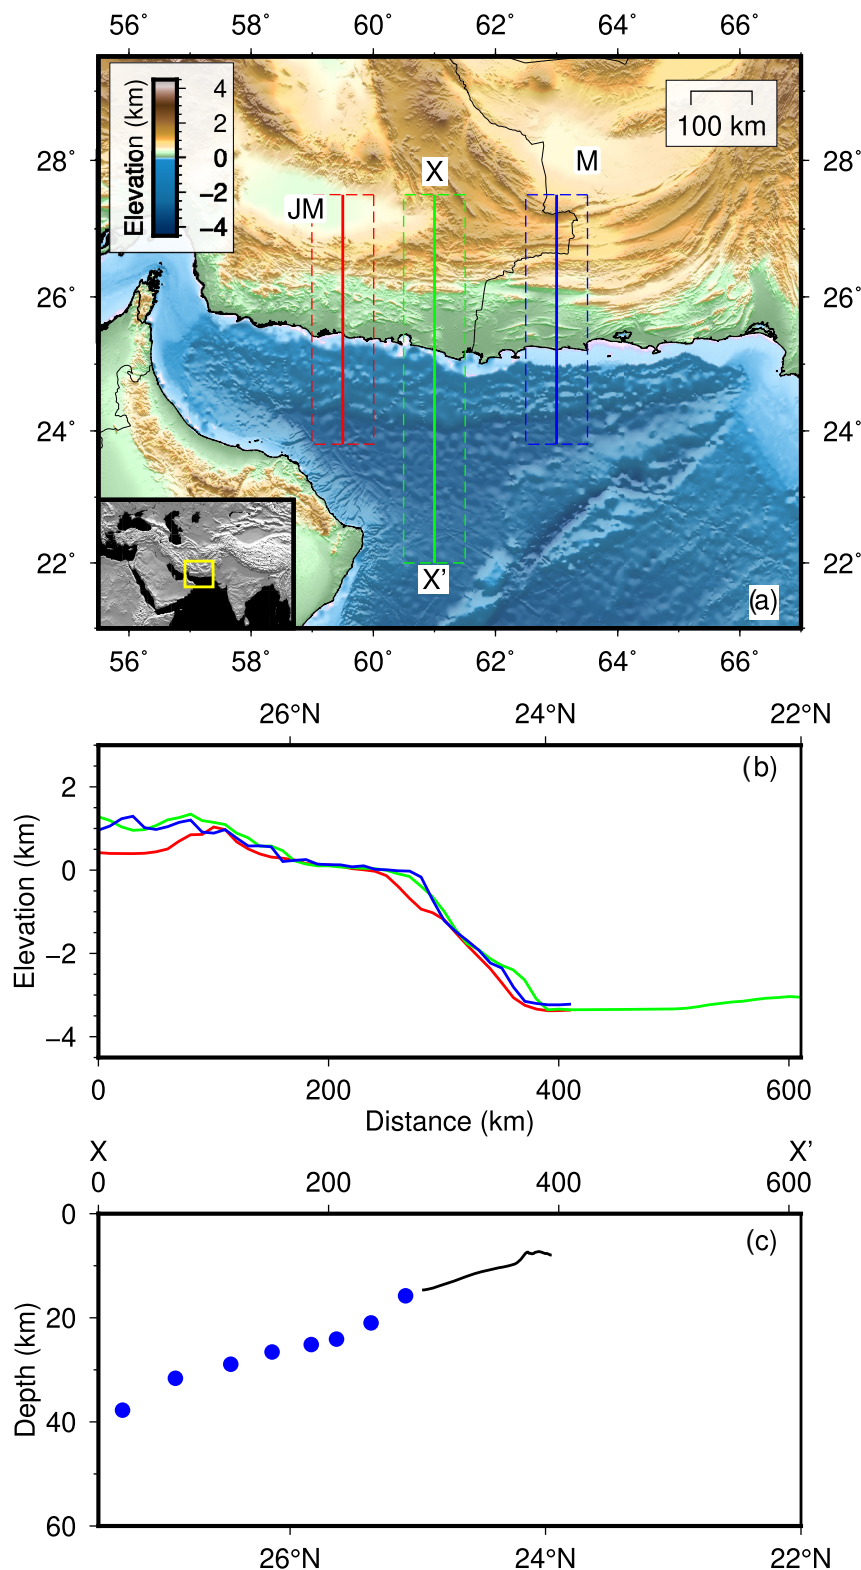 56˚ 58˚ 60˚ 62˚ 64˚ 66˚
Elevation (km)
4
2
0
−2
−4
100 km
28˚ 28˚
26˚ 26˚
24˚ 24˚
22˚ 22˚
X
M
JM
X’
(a)
56˚ 58˚ 60˚ 62˚ 64˚ 66˚
26°N 24°N 22°N
(b)
Elevation (km)
2
0
−2
−4
0 200 400 600
Distance (km)
X X’
0 200 400 600
(c)
Depth (km)
0
20
40
60
26°N 24°N 22°N